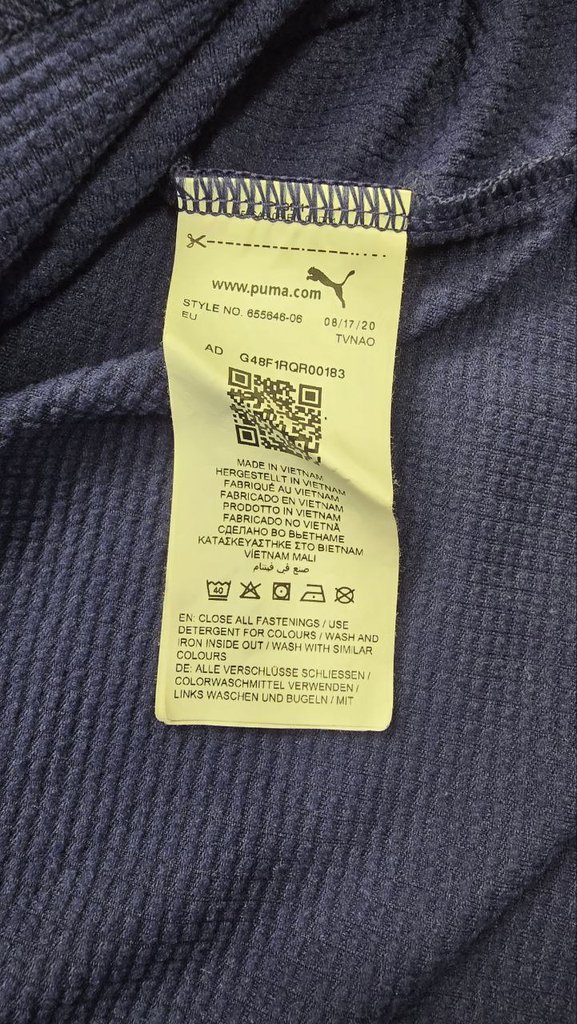 www.puma.com
STYLE NO. 655646-06 08/17/20
EU TVNAO
AD G48F1RQR00183
MADE IN VIETNAM
HERGESTELLT IN VIETNAM
FABRIQUÉ AU VIETNAM
FABRICADO EN VIETNAM
PRODOTTO IN VIETNAM
FABRICADO NO VIETNÃ
СДЕЛАНО ВО ВЬЕТНАМЕ
ΚΑΤΑΣΚΕΥΑΣΤΗΚΕ ΣΤΟ ΒΙΕΤΝΑΜ
VİETNAM MALI
صنع في فيتنام
40
EN: CLOSE ALL FASTENINGS / USE
DETERGENT FOR COLOURS / WASH AND
IRON INSIDE OUT / WASH WITH SIMILAR
COLOURS
DE: ALLE VERSCHLÜSSE SCHLIESSEN /
COLORWASCHMITTEL VERWENDEN /
LINKS WASCHEN UND BUGELN / MIT